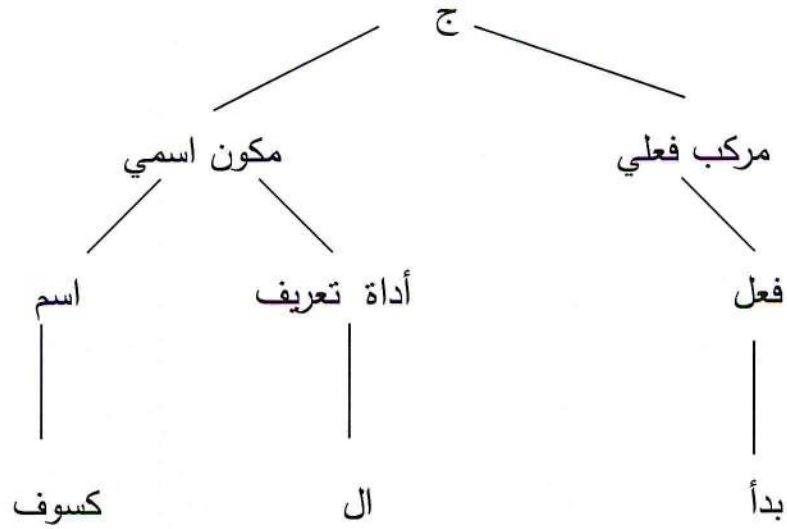 ج
مركب فعلي مكون اسمي
فعل أداة تعريف اسم
بدأ ال كسوف